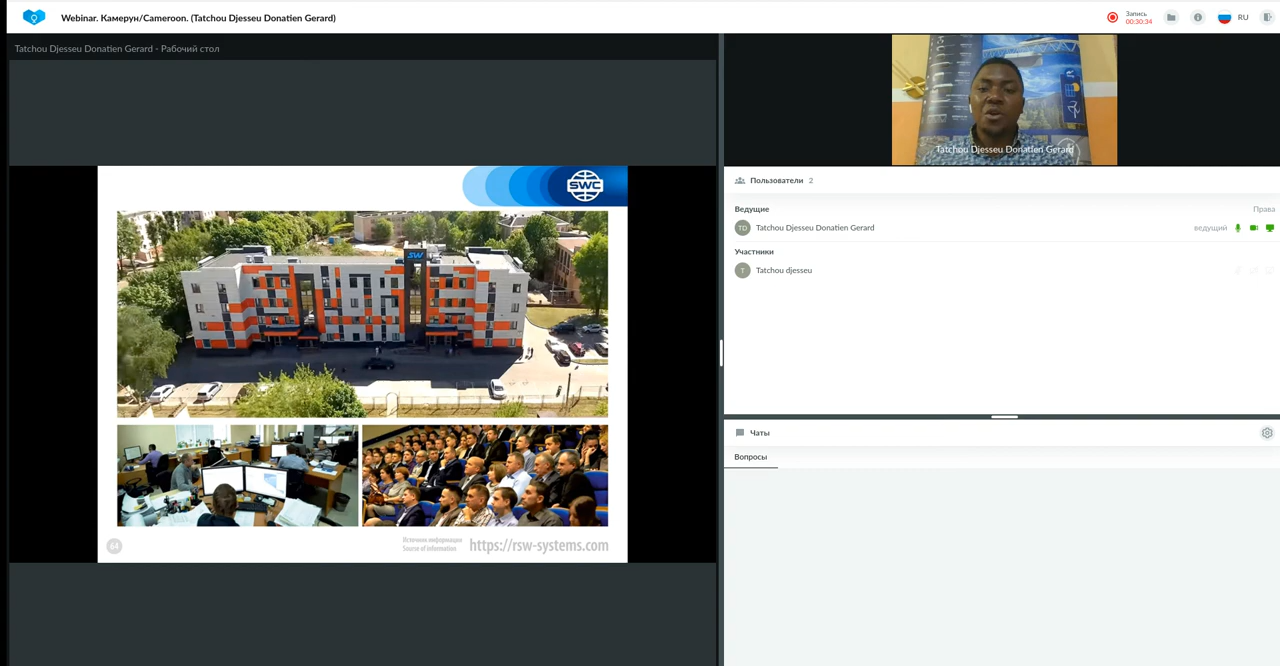 Webinar. Камерун/Cameroon. (Tatchou Djesseu Donatien Gerard)
Запись
00:30:34
RU
Tatchou Djesseu Donatien Gerard - Рабочий стол
Tatchou Djesseu Donatien Gerard
SWC
SW
64
Источник информации
Source of information
https://rsw-systems.com
Пользователи 2
Ведущие
Права
TD
Tatchou Djesseu Donatien Gerard
ведущий
Участники
T
Tatchou djesseu
Чаты
Вопросы